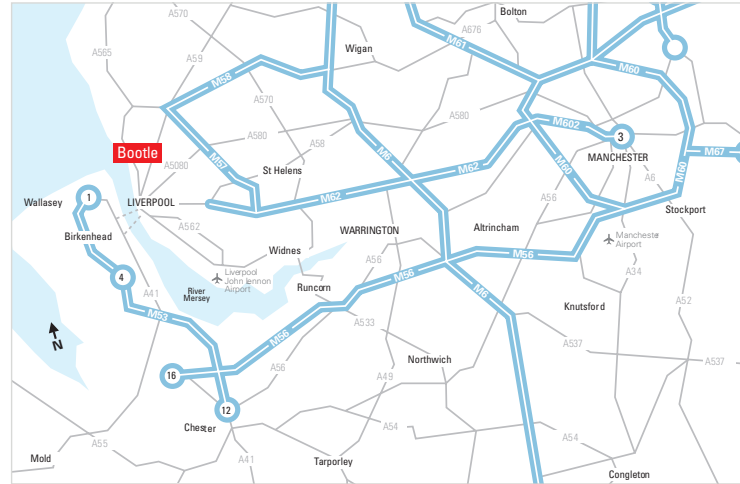 A570
Bolton
M61
A676
A565
A59
Wigan
M58
M60
A570
A580
A580
A58
M6
M602
3
Bootle
A5080
M57
St Helens
M62
M62
M60
MANCHESTER
M67
M60
A6
1
Wallasey
LIVERPOOL
A56
Stockport
A562
Birkenhead
WARRINGTON
Altrincham
Manchester
Airport
Widnes
A56
M56
4
Liverpool
John Lennon
Airport
M56
A34
River
Mersey
Runcorn
A41
M6
A52
Knutsford
M53
A533
N
M56
A537
Northwich
A537
16
A56
A49
12
Chester
A54
A54
A55
A41
Mold
Tarporley
Congleton